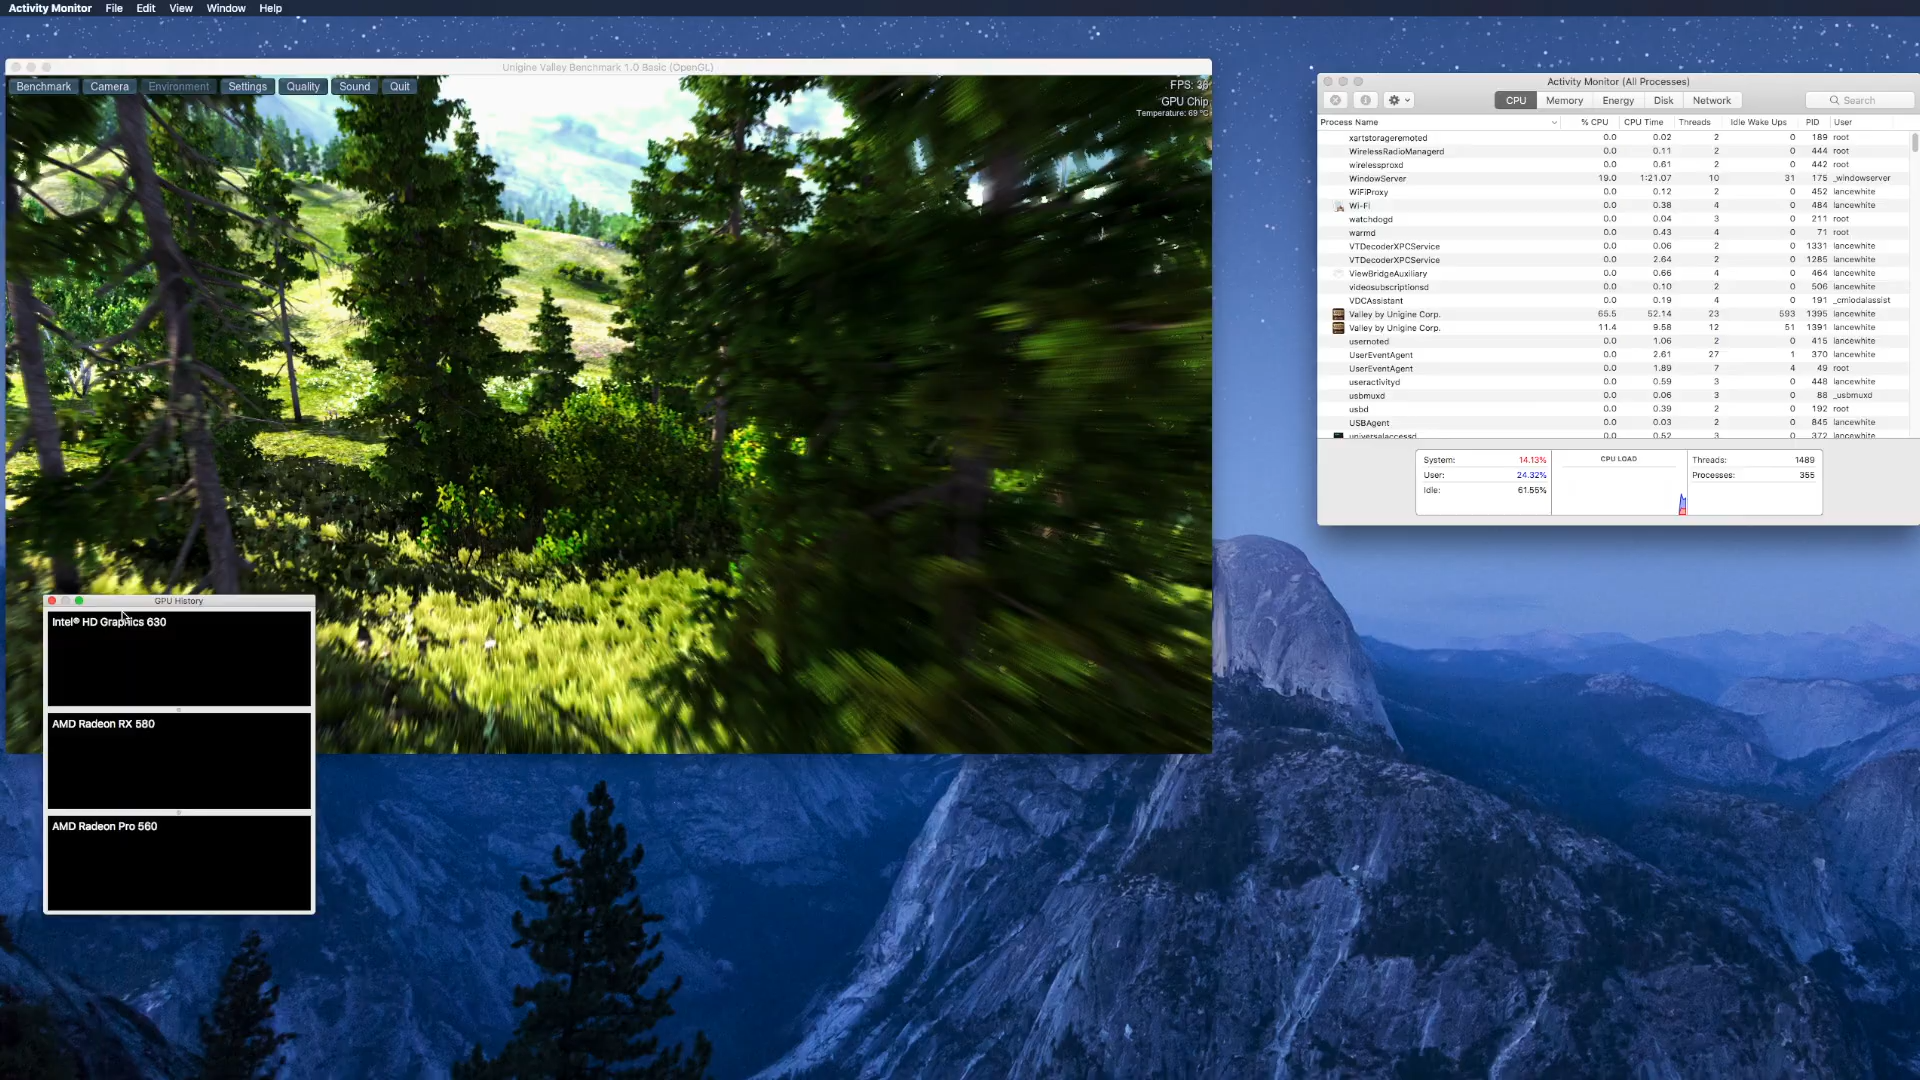 Activity Monitor File Edit View Window Help
Unigine Valley Benchmark 1.0 Basic (OpenGL)
Benchmark Camera Environment Settings Quality Sound Quit
FPS: 36
GPU Chip
Temperature: 69 °C
Activity Monitor (All Processes)
CPU Memory Energy Disk Network
Search
Process Name % CPU CPU Time Threads Idle Wake Ups PID User
xartstorageremoted 0.0 0.02 2 0 189 root
WirelessRadioManagerd 0.0 0.11 2 0 444 root
wirelessproxd 0.0 0.61 2 0 442 root
WindowServer 19.0 1:21.07 10 31 175 _windowserver
WiFiProxy 0.0 0.12 2 0 452 lancewhite
Wi-Fi 0.0 0.38 4 0 484 lancewhite
watchdogd 0.0 0.04 3 0 211 root
warmd 0.0 0.43 4 0 71 root
VTDecoderXPCService 0.0 0.06 2 0 1331 lancewhite
VTDecoderXPCService 0.0 2.64 2 0 1285 lancewhite
ViewBridgeAuxiliary 0.0 0.66 4 0 464 lancewhite
videosubscriptionsd 0.0 0.10 2 0 506 lancewhite
VDCAssistant 0.0 0.19 4 0 191 _cmiodalassist
Valley by Unigine Corp. 65.5 52.14 23 593 1395 lancewhite
Valley by Unigine Corp. 11.4 9.58 12 51 1391 lancewhite
usernoted 0.0 1.06 2 0 415 lancewhite
UserEventAgent 0.0 2.61 27 1 370 lancewhite
UserEventAgent 0.0 1.89 7 4 49 root
useractivityd 0.0 0.59 3 0 448 lancewhite
usbmuxd 0.0 0.06 3 0 88 _usbmuxd
usbd 0.0 0.39 2 0 192 root
USBAgent 0.0 0.03 2 0 845 lancewhite
universalaccessd 0.0 0.52 3 0 372 lancewhite
System: 14.13% CPU LOAD Threads: 1489
User: 24.32% Processes: 355
Idle: 61.55%
GPU History
Intel® HD Graphics 630
AMD Radeon RX 580
AMD Radeon Pro 560